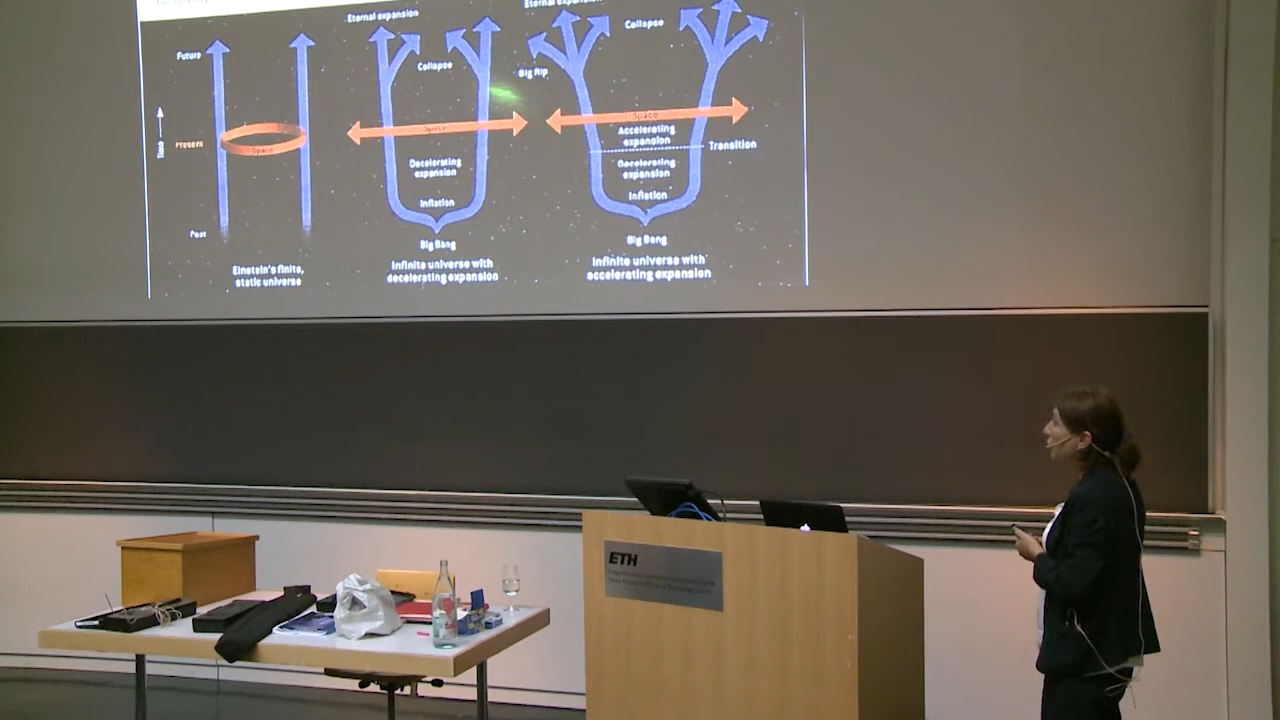 Eternal expansion
Collapse
Future
Time
Present
Space
Past
Einstein's finite,
static universe
Eternal expansion
Collapse
Space
Decelerating
expansion
Inflation
Big Bang
Infinite universe with
decelerating expansion
Big Rip
Space
Accelerating
expansion
Transition
Decelerating
expansion
Inflation
Big Bang
Infinite universe with
accelerating expansion
ETH